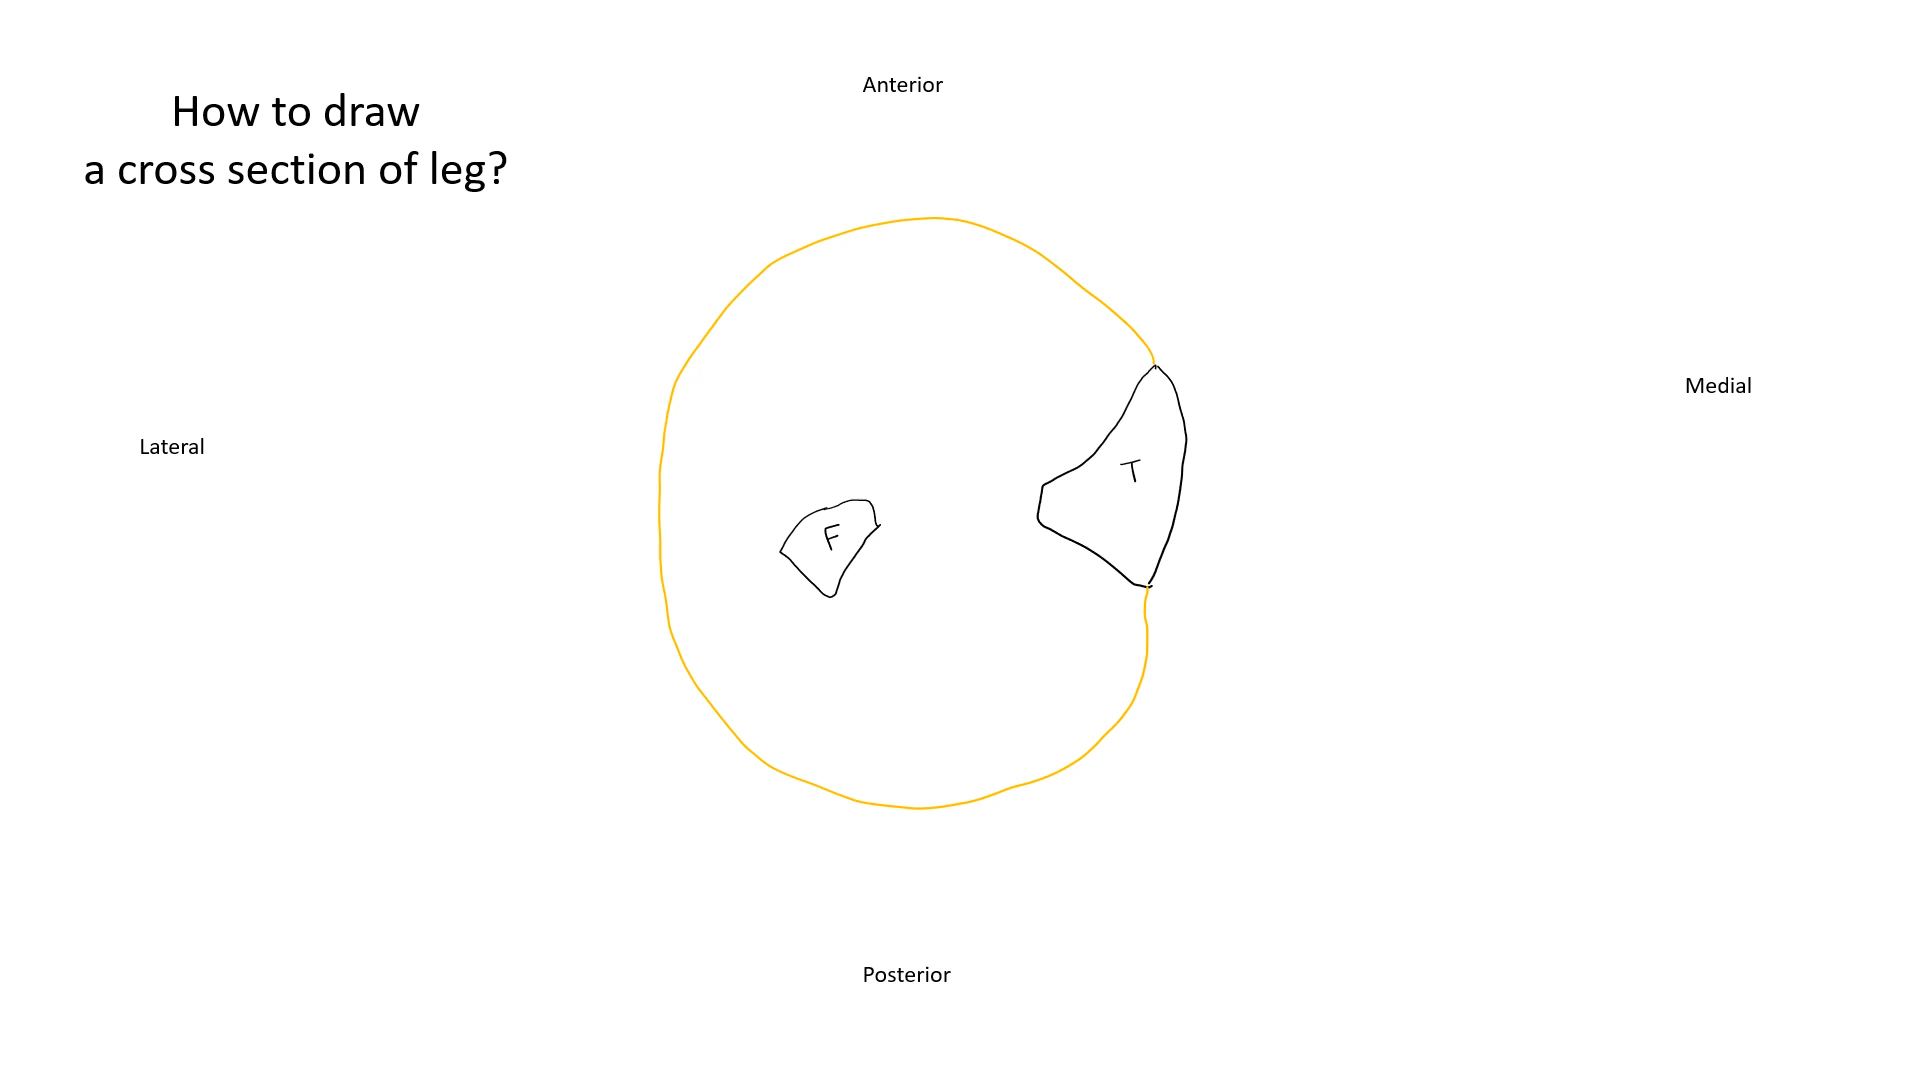 Anterior
How to draw
a cross section of leg?
Medial
Lateral
T
F
Posterior